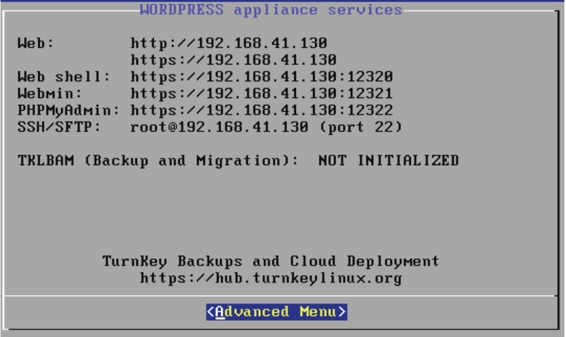 WORDPRESS appliance services
Web: http://192.168.41.130
https://192.168.41.130
Web shell: https://192.168.41.130:12320
Webmin: https://192.168.41.130:12321
PHPMyAdmin: https://192.168.41.130:12322
SSH/SFTP: root@192.168.41.130 (port 22)
TKLBAM (Backup and Migration): NOT INITIALIZED
TurnKey Backups and Cloud Deployment
https://hub.turnkeylinux.org
<Advanced Menu>